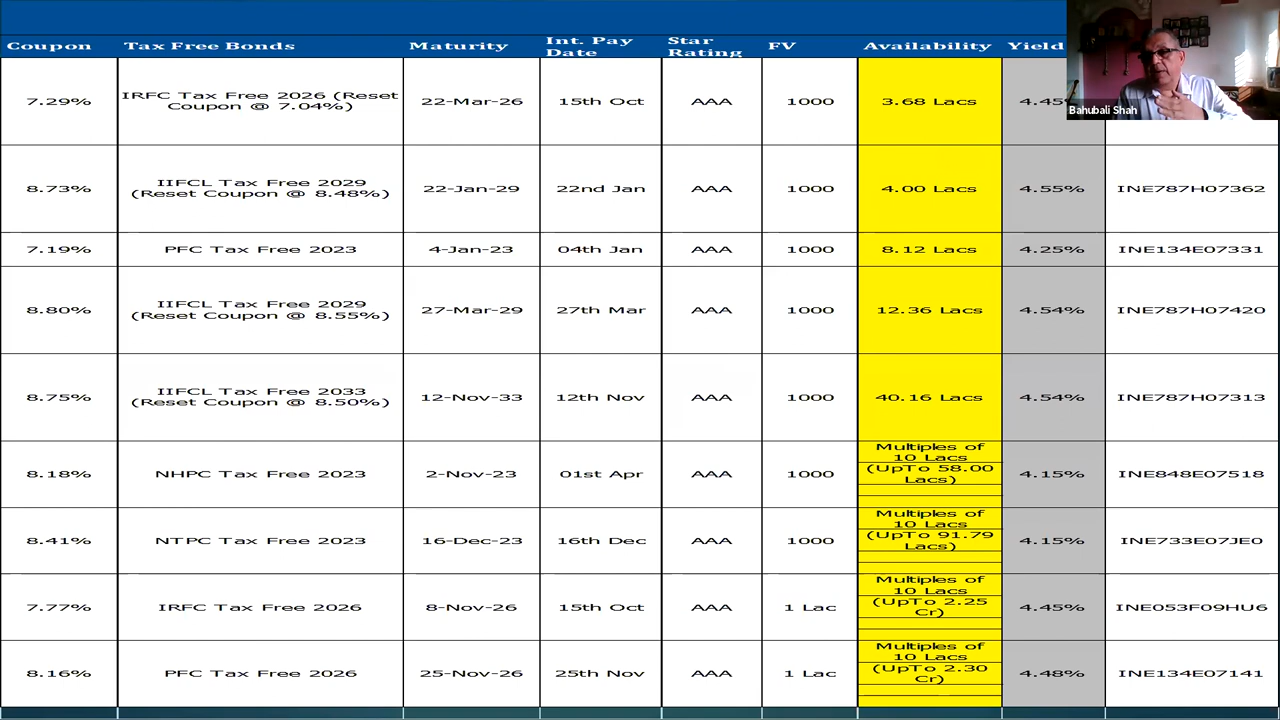 Coupon
Tax Free Bonds
Maturity
Int. Pay
Date
Star
Rating
FV
Availability
Yield
Bahubali Shah
7.29%
IRFC Tax Free 2026 (Reset
Coupon @ 7.04%)
22-Mar-26
15th Oct
AAA
1000
3.68 Lacs
8.73%
IIFCL Tax Free 2029
(Reset Coupon @ 8.48%)
22-Jan-29
22nd Jan
AAA
1000
4.00 Lacs
4.55%
INE787H07362
7.19%
PFC Tax Free 2023
4-Jan-23
04th Jan
AAA
1000
8.12 Lacs
4.25%
INE134E07331
8.80%
IIFCL Tax Free 2029
(Reset Coupon @ 8.55%)
27-Mar-29
27th Mar
AAA
1000
12.36 Lacs
4.54%
INE787H07420
8.75%
IIFCL Tax Free 2033
(Reset Coupon @ 8.50%)
12-Nov-33
12th Nov
AAA
1000
40.16 Lacs
4.54%
INE787H07313
8.18%
NHPC Tax Free 2023
2-Nov-23
01st Apr
AAA
1000
Multiples of
10 Lacs
(UpTo 58.00
Lacs)
4.15%
INE848E07518
8.41%
NTPC Tax Free 2023
16-Dec-23
16th Dec
AAA
1000
Multiples of
10 Lacs
(UpTo 91.79
Lacs)
4.15%
INE733E07JE0
7.77%
IRFC Tax Free 2026
8-Nov-26
15th Oct
AAA
1 Lac
Multiples of
10 Lacs
(UpTo 2.25
Cr)
4.45%
INE053F09HU6
8.16%
PFC Tax Free 2026
25-Nov-26
25th Nov
AAA
1 Lac
Multiples of
10 Lacs
(UpTo 2.30
Cr)
4.48%
INE134E07141